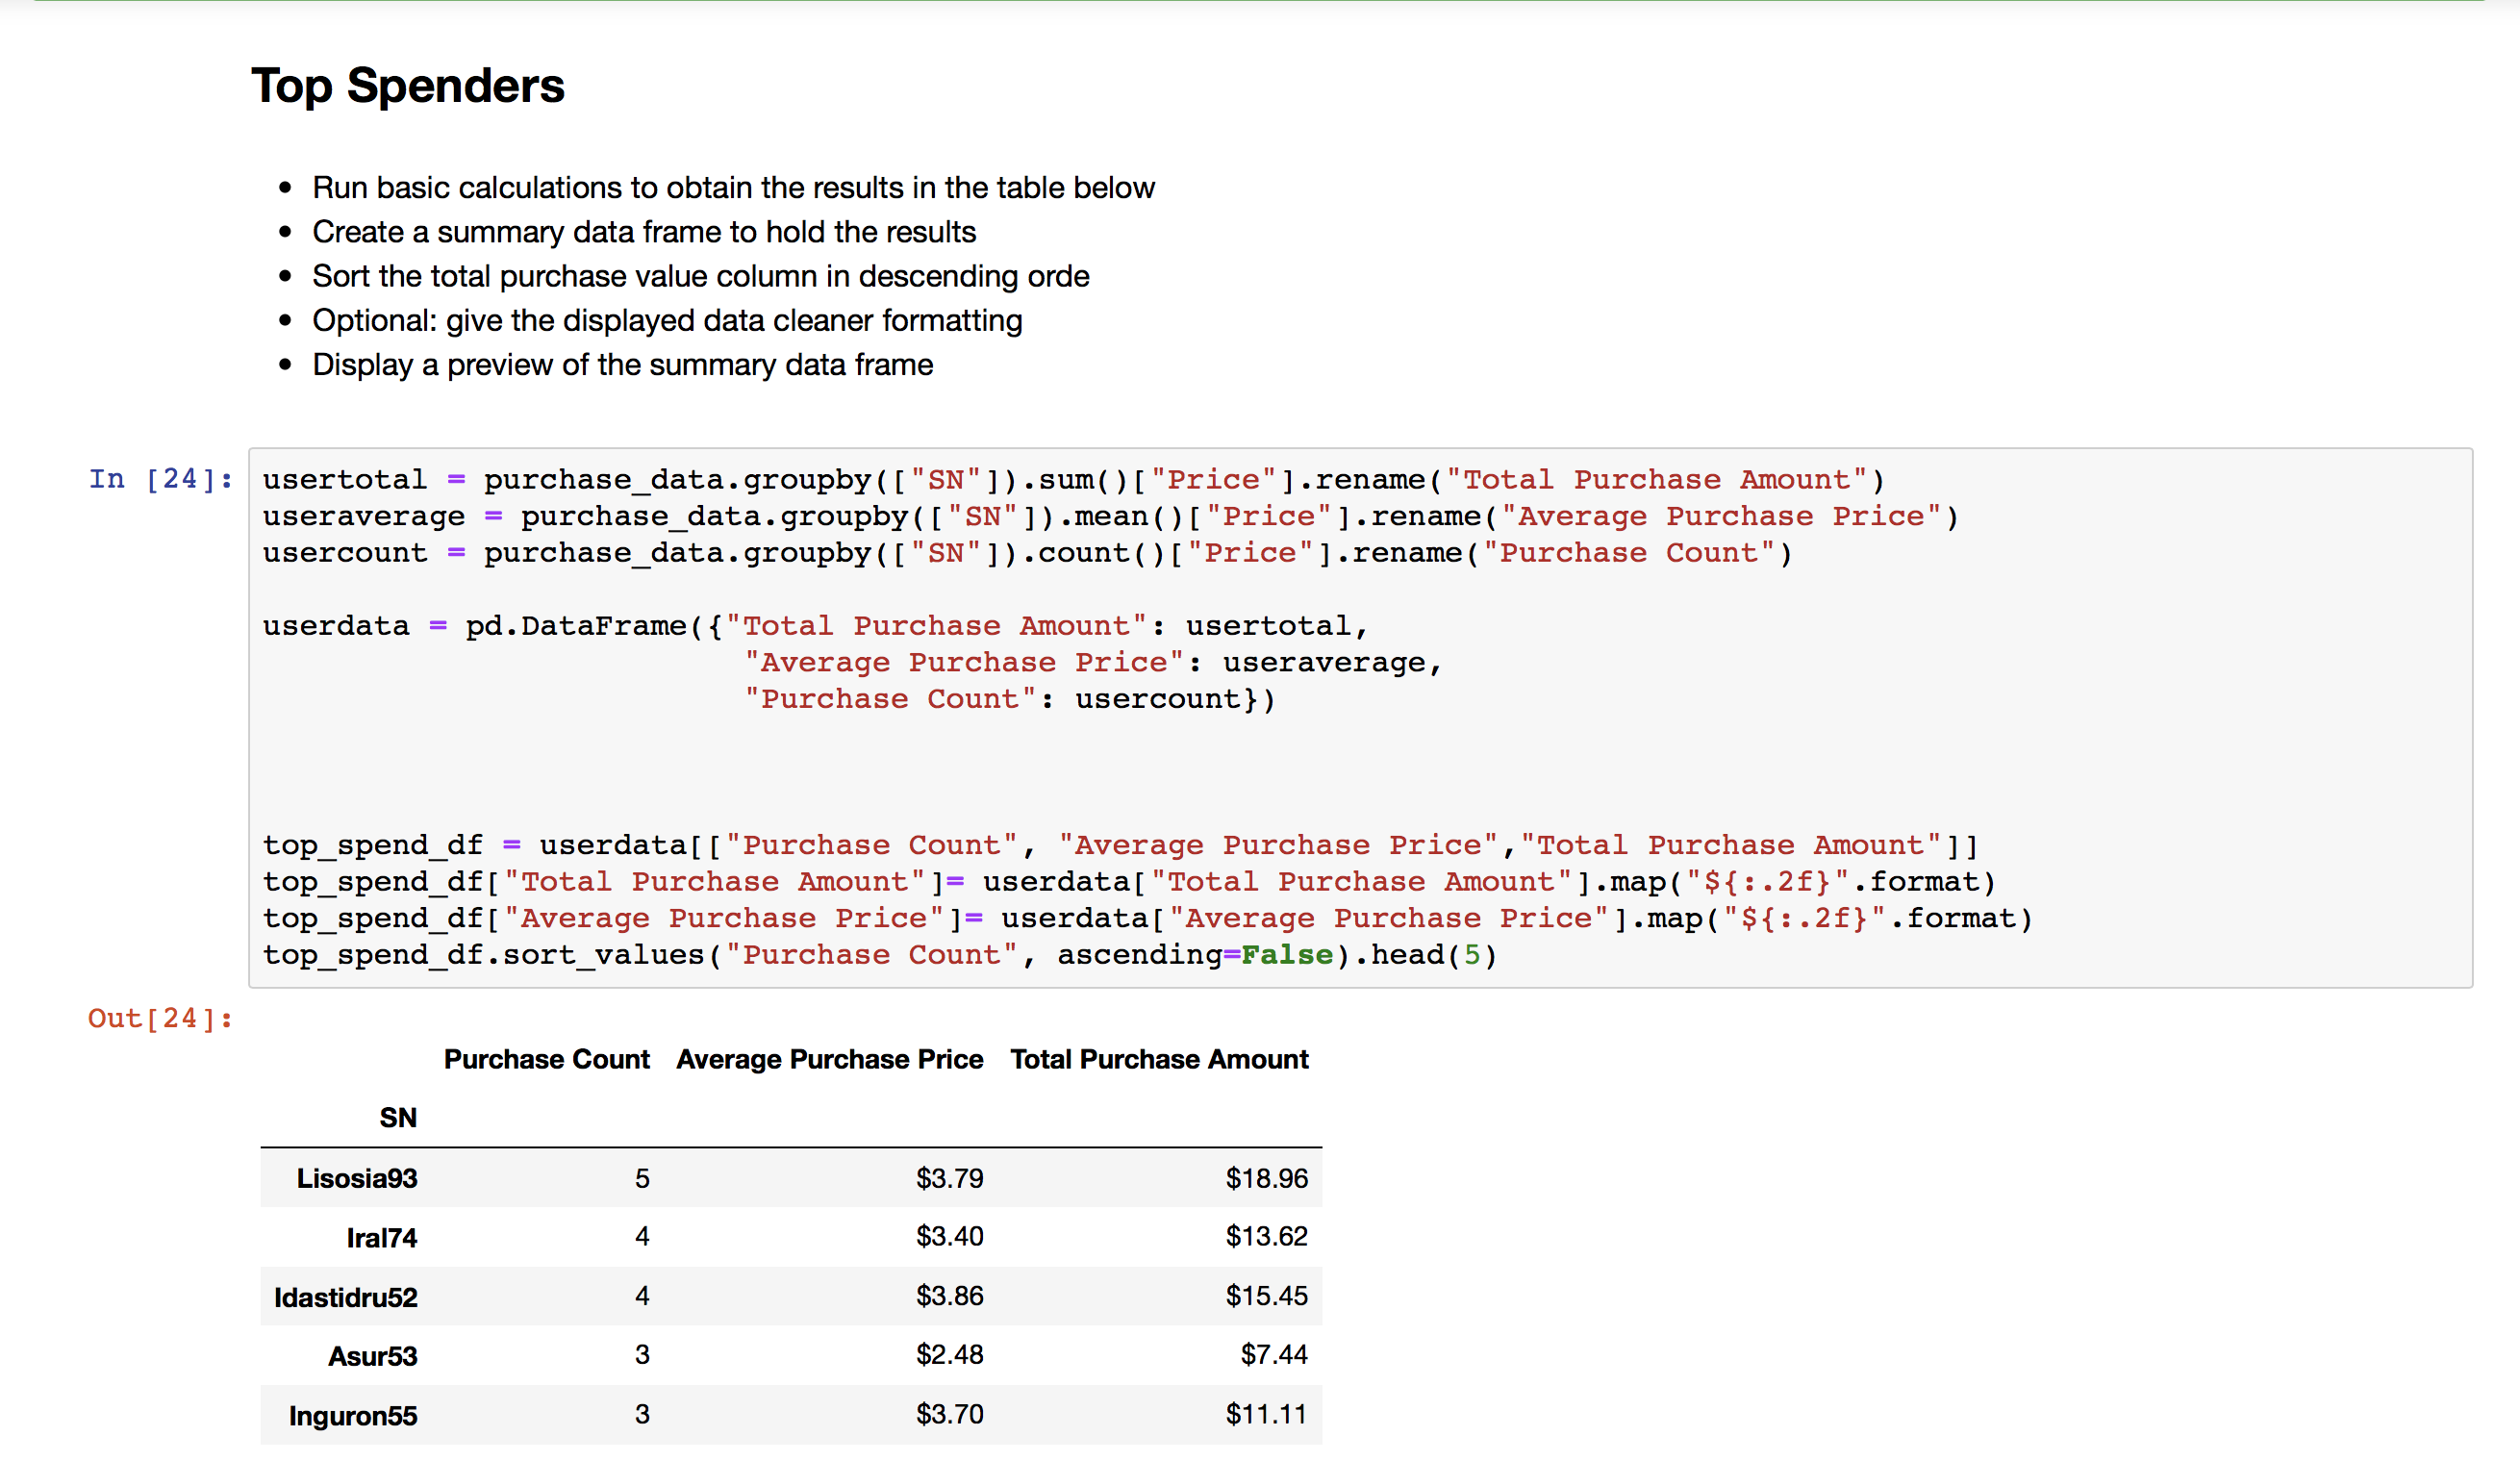 Top Spenders
• Run basic calculations to obtain the results in the table below
• Create a summary data frame to hold the results
• Sort the total purchase value column in descending orde
• Optional: give the displayed data cleaner formatting
• Display a preview of the summary data frame
In [24]: usertotal = purchase_data.groupby(["SN"]).sum()["Price"].rename("Total Purchase Amount")
useraverage = purchase_data.groupby(["SN"]).mean()["Price"].rename("Average Purchase Price")
usercount = purchase_data.groupby(["SN"]).count()["Price"].rename("Purchase Count")
userdata = pd.DataFrame({"Total Purchase Amount": usertotal,
"Average Purchase Price": useraverage,
"Purchase Count": usercount})
top_spend_df = userdata[["Purchase Count", "Average Purchase Price","Total Purchase Amount"]]
top_spend_df["Total Purchase Amount"]= userdata["Total Purchase Amount"].map("${:.2f}".format)
top_spend_df["Average Purchase Price"]= userdata["Average Purchase Price"].map("${:.2f}".format)
top_spend_df.sort_values("Purchase Count", ascending=False).head(5)
Out[24]:
Purchase Count Average Purchase Price Total Purchase Amount
SN
Lisosia93 5 $3.79 $18.96
Iral74 4 $3.40 $13.62
Idastidru52 4 $3.86 $15.45
Asur53 3 $2.48 $7.44
Inguron55 3 $3.70 $11.11